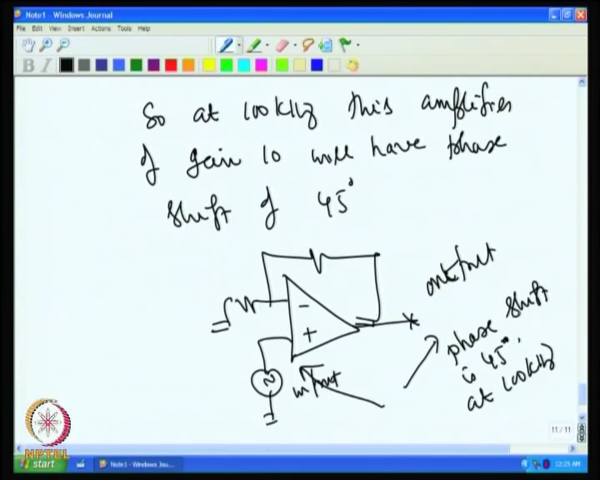 Note1 - Windows Journal
File Edit View Insert Actions Tools Help
B I
So at 100KHz this amplifier
of gain 10 will have phase
shift of 45°
output
-
+
input
phase shift
is 45°
at 100KHz
11 / 11
NPTEL
start Note1 - Windows Jou... 12:25 AM